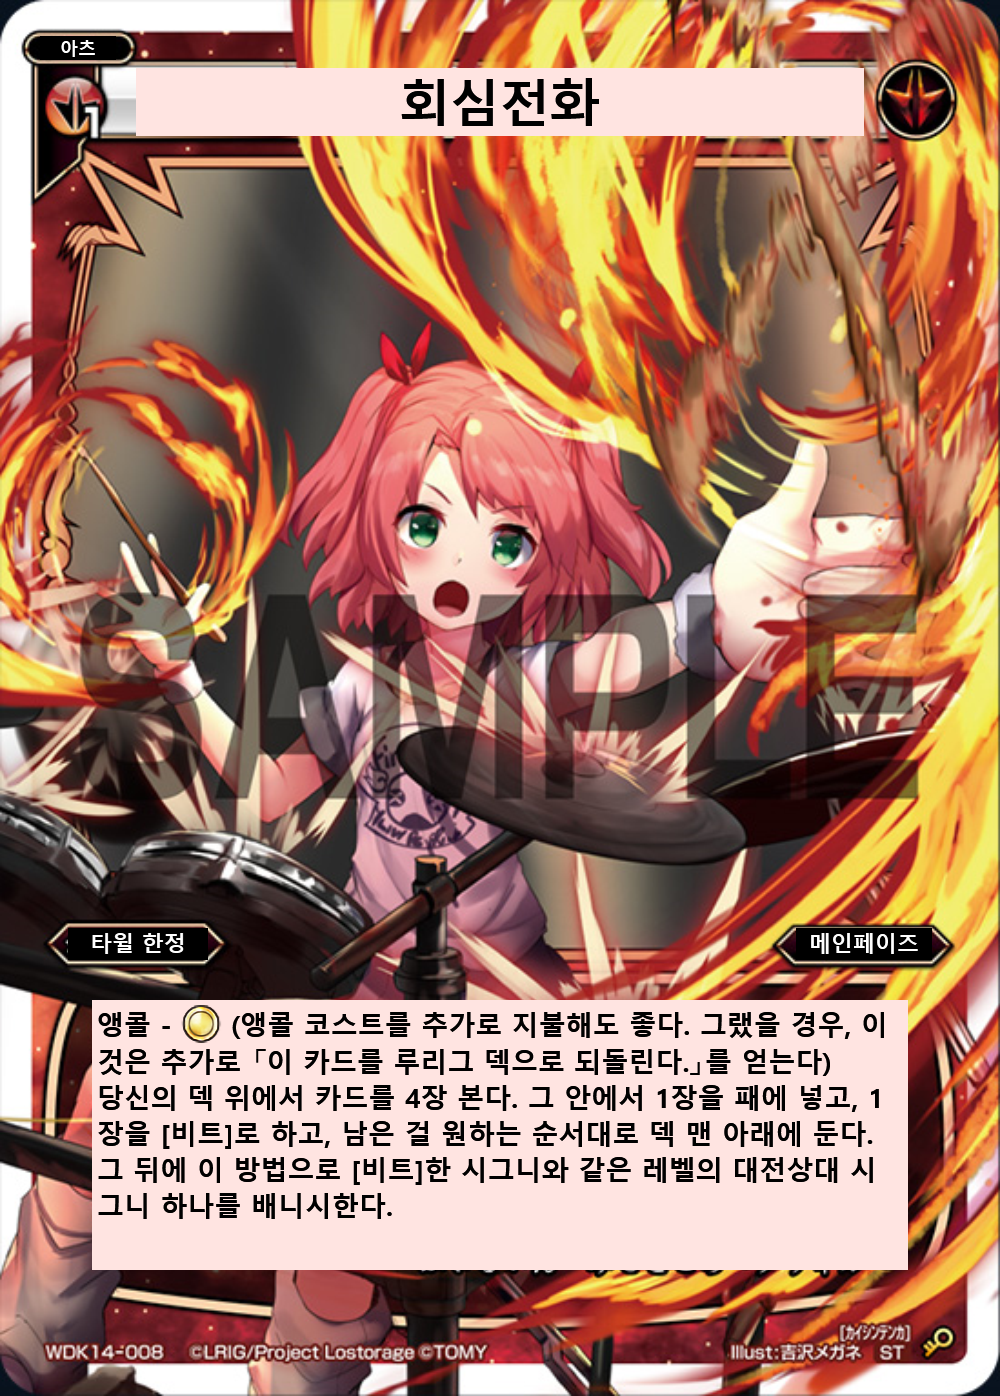 아츠
1
회심전화
SAMPLE
타윌 한정
메인페이즈
앵콜 - (앵콜 코스트를 추가로 지불해도 좋다. 그랬을 경우, 이
것은 추가로 「이 카드를 루리그 덱으로 되돌린다.」를 얻는다)
당신의 덱 위에서 카드를 4장 본다. 그 안에서 1장을 패에 넣고, 1
장을 [비트]로 하고, 남은 걸 원하는 순서대로 덱 맨 아래에 둔다.
그 뒤에 이 방법으로 [비트]한 시그니와 같은 레벨의 대전상대 시
그니 하나를 배니시한다.
[カイシンデンカ]
WDK14-008 ©LRIG/Project Lostorage ©TOMY Illust:吉沢メガネ ST